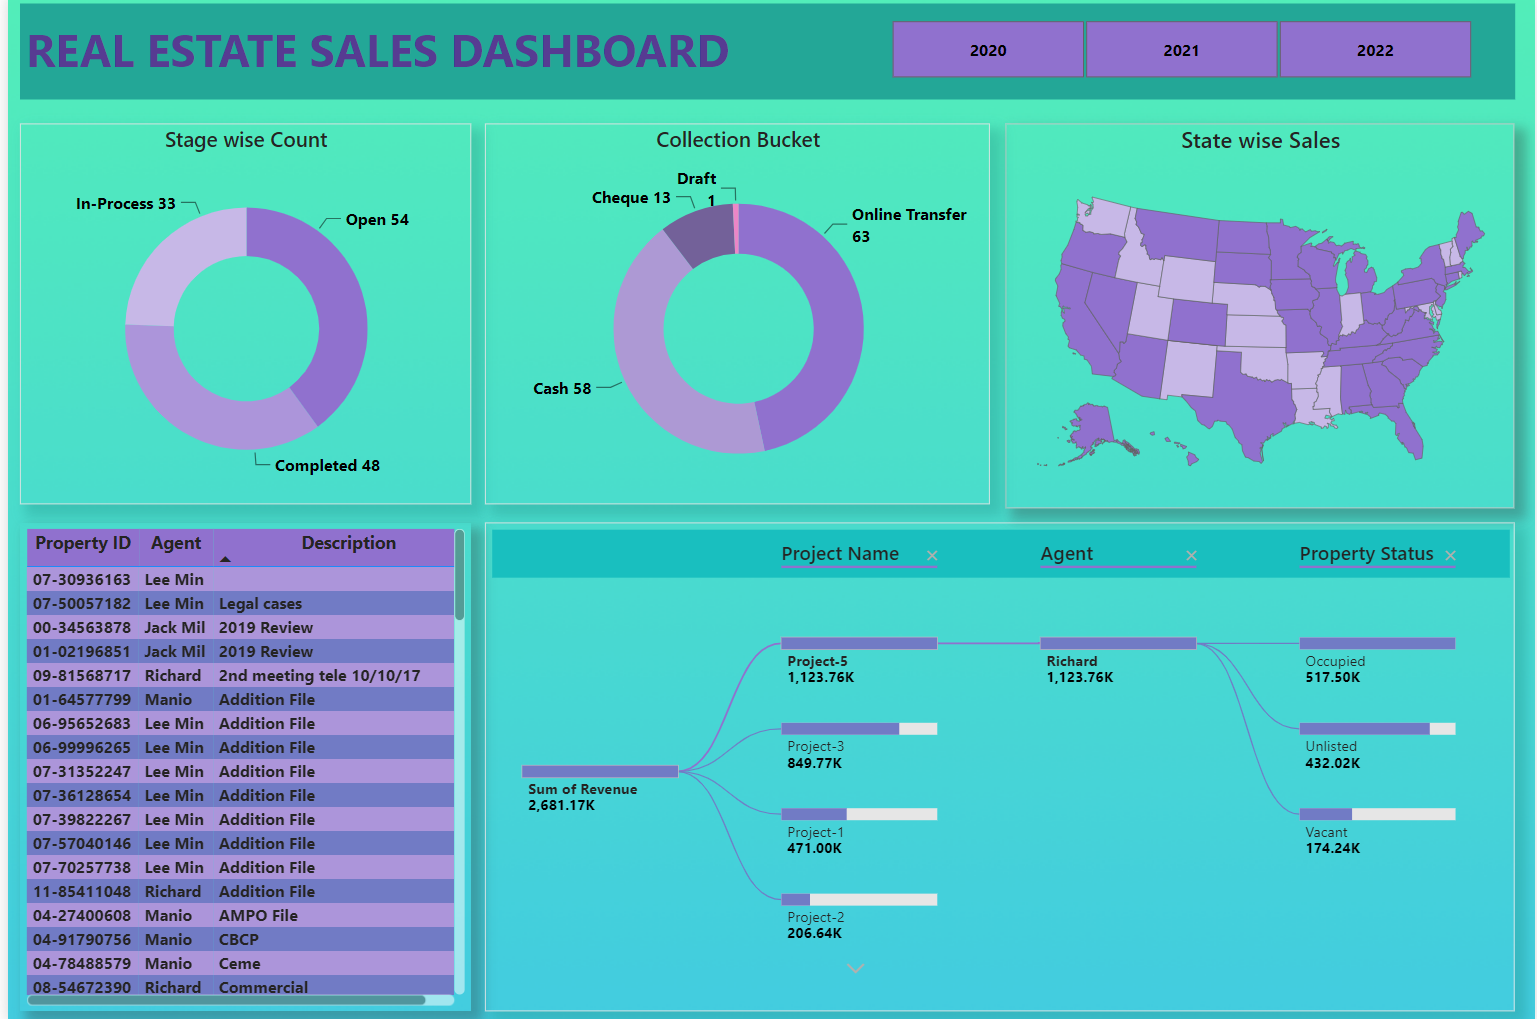 REAL ESTATE SALES DASHBOARD
2020
2021
2022
Stage wise Count
In-Process 33
Open 54
Completed 48
Collection Bucket
Draft
1
Cheque 13
Online Transfer
63
Cash 58
State wise Sales
Property ID Agent Description
07-30936163 Lee Min
07-50057182 Lee Min Legal cases
00-34563878 Jack Mil 2019 Review
01-02196851 Jack Mil 2019 Review
09-81568717 Richard 2nd meeting tele 10/10/17
01-64577799 Manio Addition File
06-95652683 Lee Min Addition File
06-99996265 Lee Min Addition File
07-31352247 Lee Min Addition File
07-36128654 Lee Min Addition File
07-39822267 Lee Min Addition File
07-57040146 Lee Min Addition File
07-70257738 Lee Min Addition File
11-85411048 Richard Addition File
04-27400608 Manio AMPO File
04-91790756 Manio CBCP
04-78488579 Manio Ceme
08-54672390 Richard Commercial
Project Name
Agent
Property Status
Sum of Revenue
2,681.17K
Project-5
1,123.76K
Project-3
849.77K
Project-1
471.00K
Project-2
206.64K
Richard
1,123.76K
Occupied
517.50K
Unlisted
432.02K
Vacant
174.24K